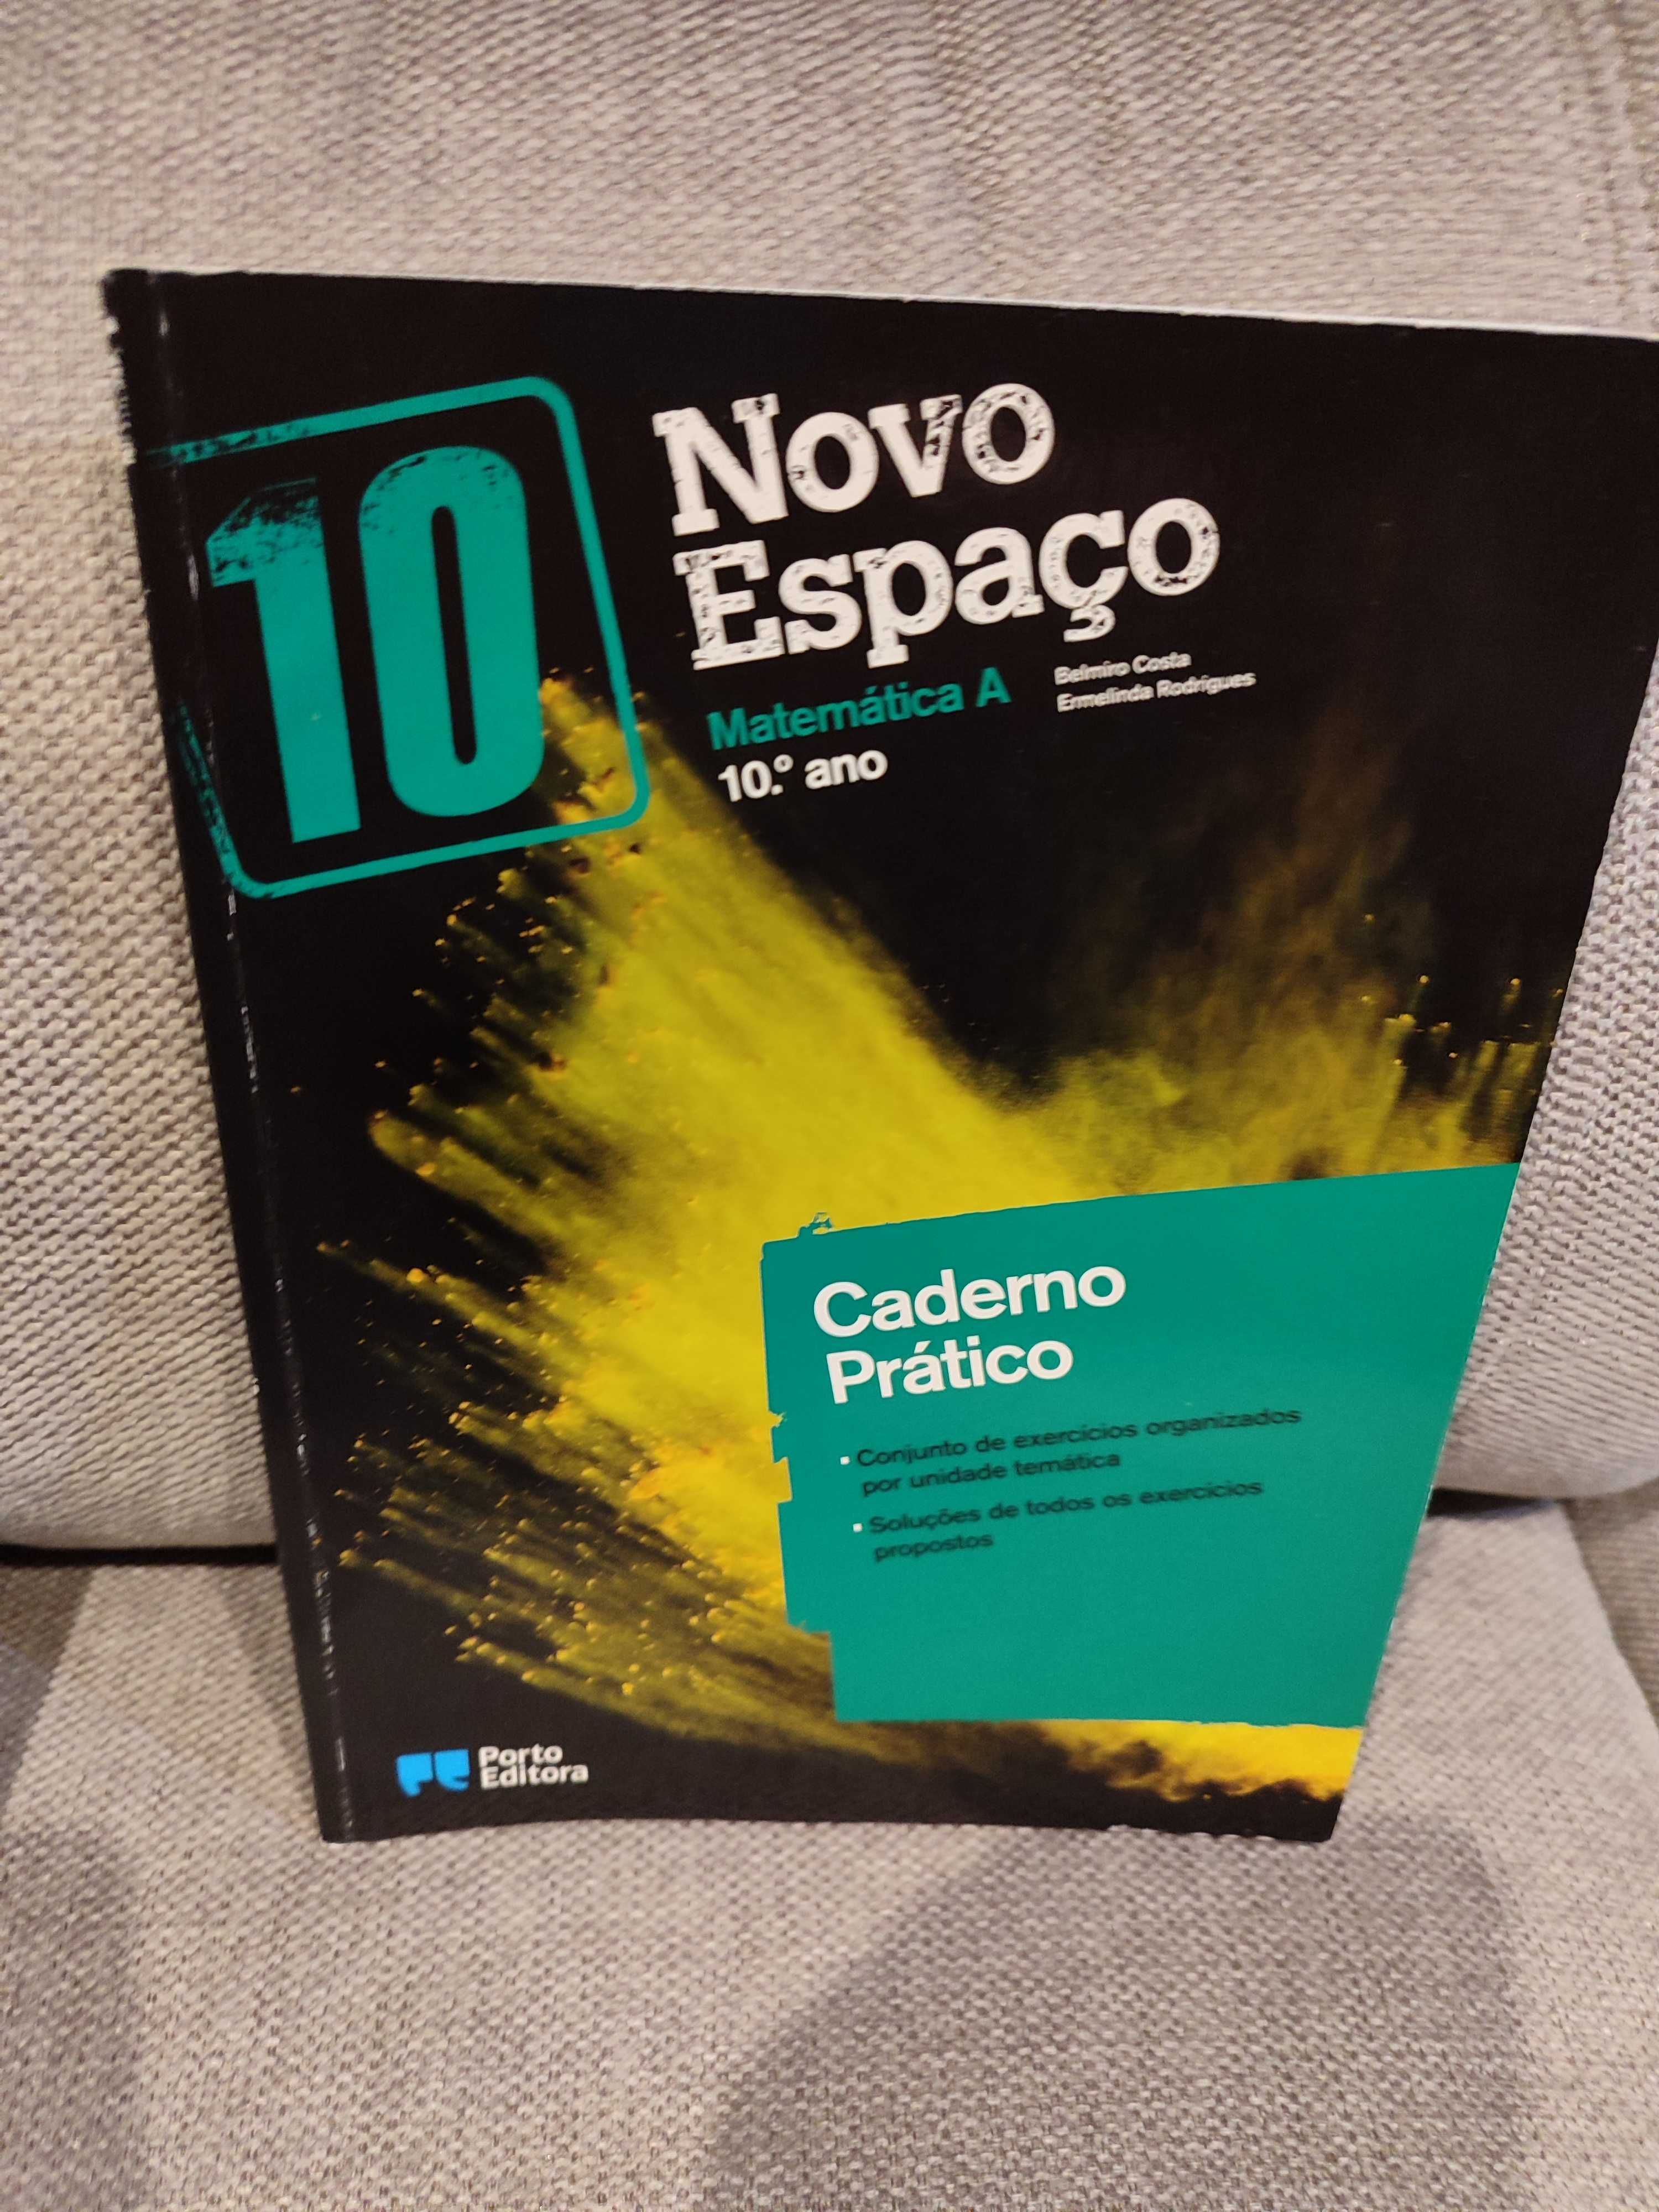 10
Novo
Espaço
Matemática A
10.º ano
Belmiro Costa
Ermelinda Rodrigues
Caderno
Prático
▪ Conjunto de exercícios organizados
por unidade temática
▪ Soluções de todos os exercícios
propostos
Porto
Editora